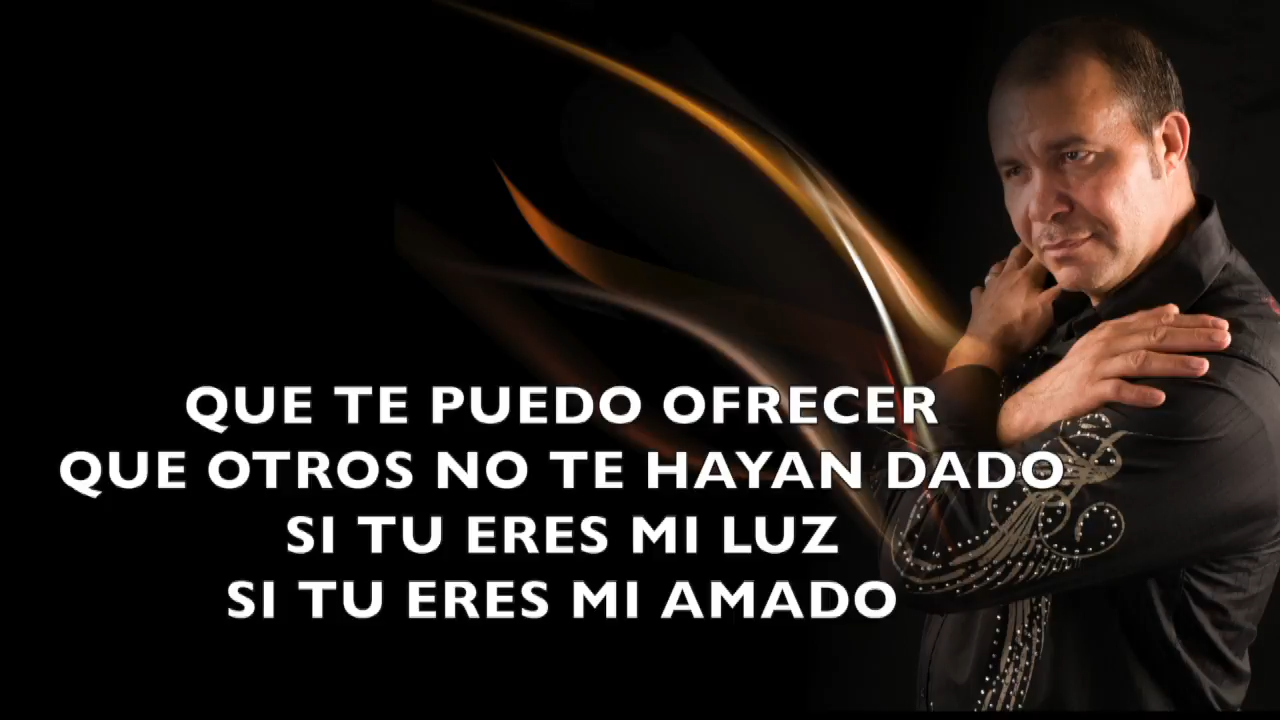 QUE TE PUEDO OFRECER
QUE OTROS NO TE HAYAN DADO
SI TU ERES MI LUZ
SI TU ERES MI AMADO